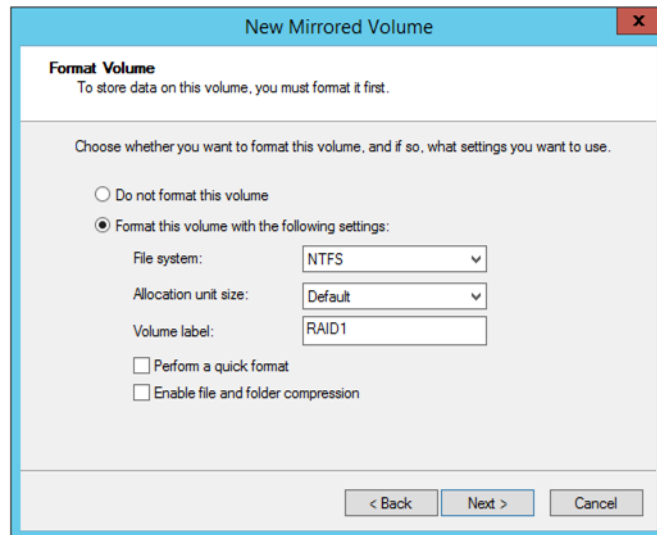 New Mirrored Volume
x
Format Volume
To store data on this volume, you must format it first.
Choose whether you want to format this volume, and if so, what settings you want to use.
Do not format this volume
Format this volume with the following settings:
File system: NTFS
Allocation unit size: Default
Volume label: RAID1
Perform a quick format
Enable file and folder compression
< Back Next > Cancel